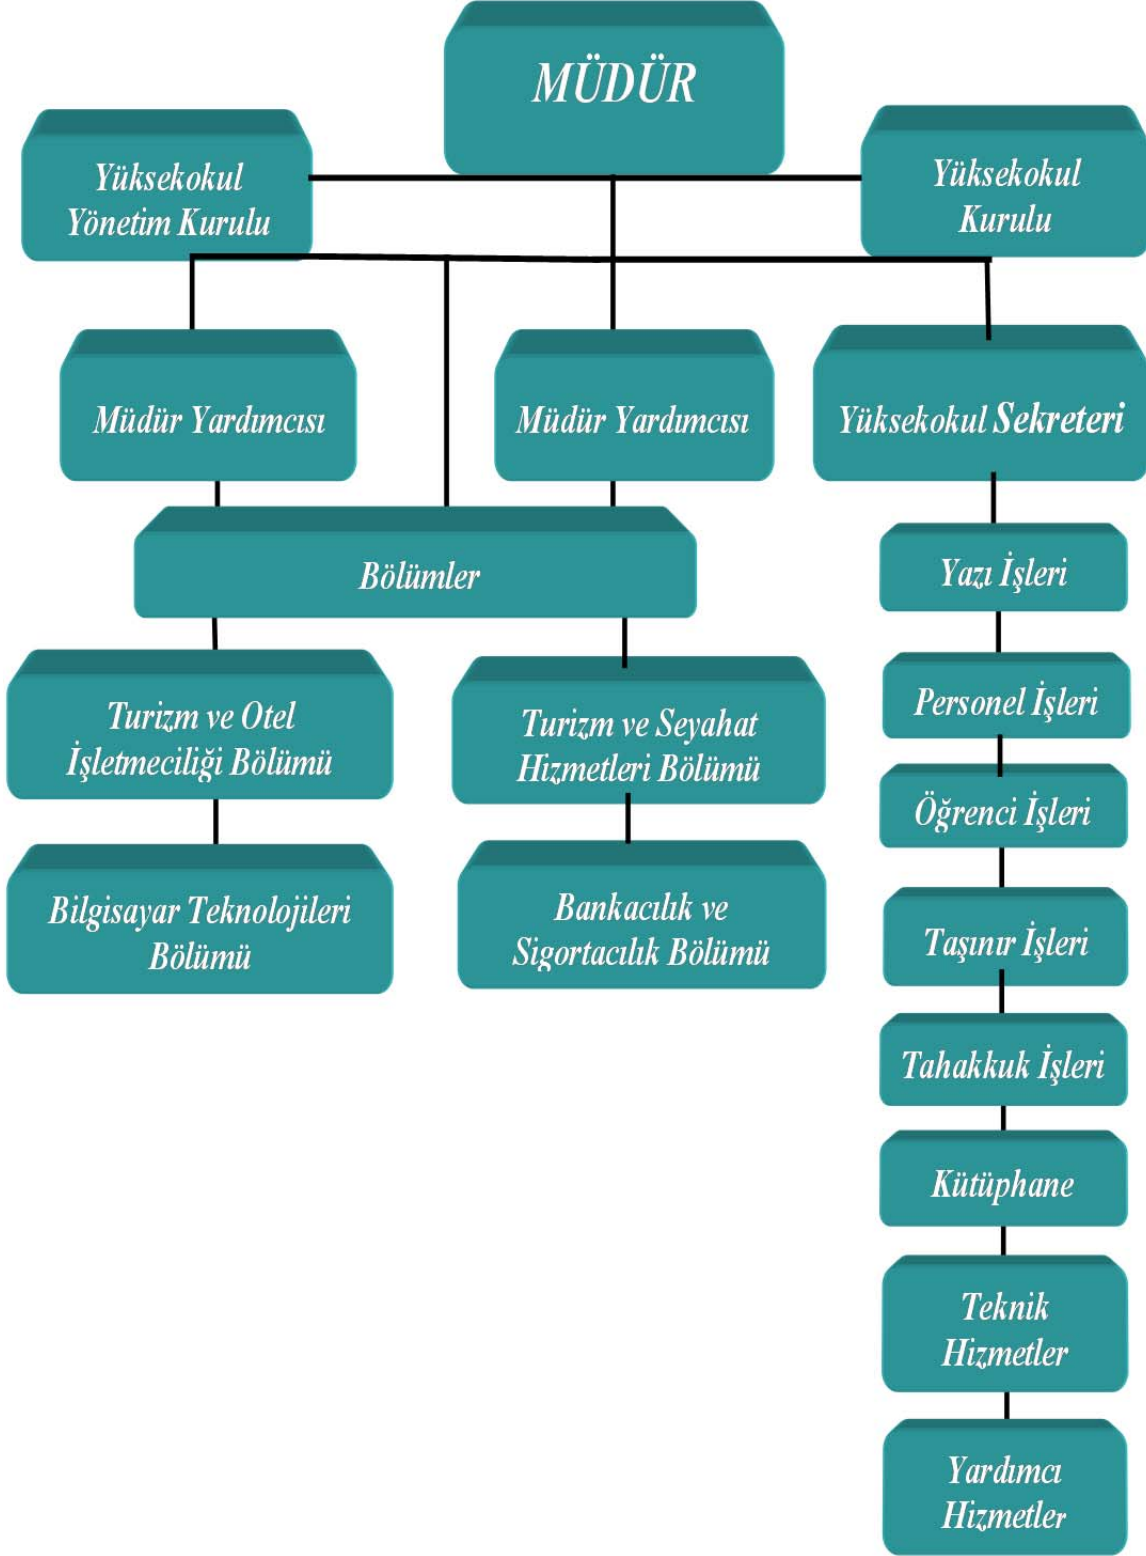 MÜDÜR
Yüksekokul
Yönetim Kurulu
Yüksekokul
Kurulu
Müdür Yardımcısı
Müdür Yardımcısı
Yüksekokul Sekreteri
Bölümler
Turizm ve Otel
İşletmeciliği Bölümü
Turizm ve Seyahat
Hizmetleri Bölümü
Bilgisayar Teknolojileri
Bölümü
Bankacılık ve
Sigortacılık Bölümü
Yazı İşleri
Personel İşleri
Öğrenci İşleri
Taşınır İşleri
Tahakkuk İşleri
Kütüphane
Teknik
Hizmetler
Yardımcı
Hizmetler